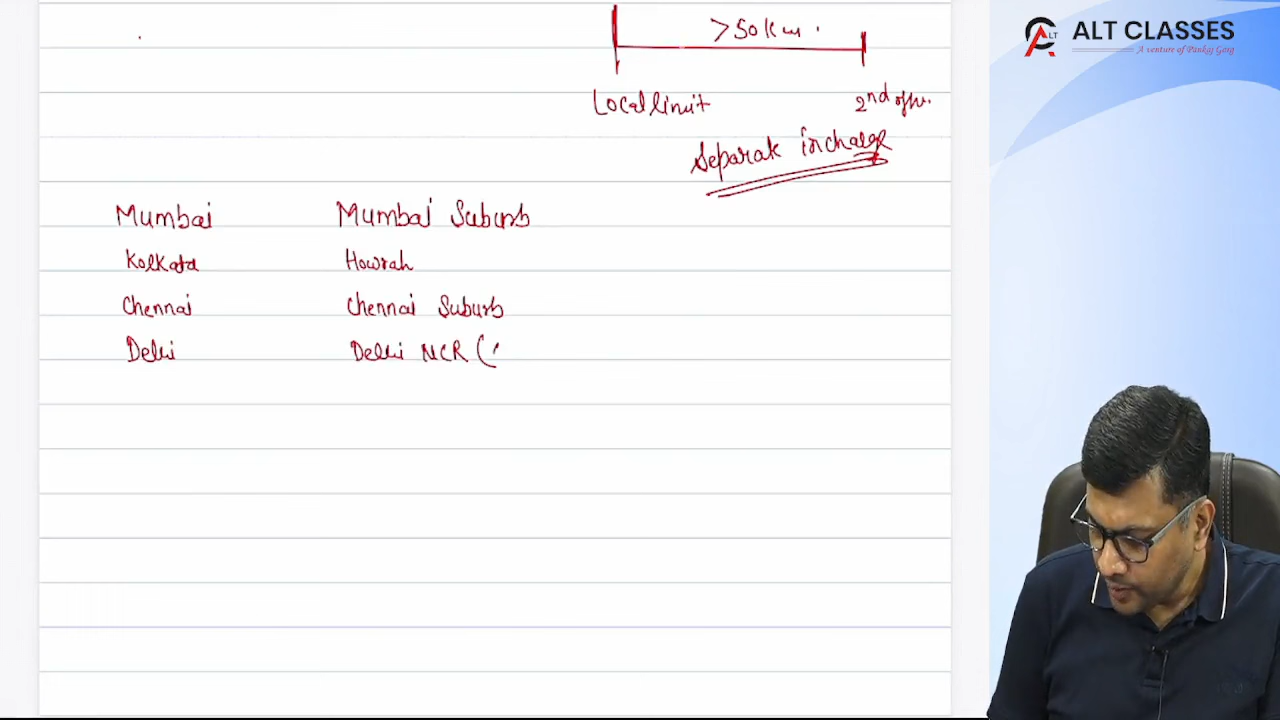 >50Km.
ALT CLASSES
A venture of Pankaj Garg
Local limit
2nd office.
Separate incharge
Mumbai Mumbai Suburb
Kolkata Howrah
Chennai Chennai Suburb
Delhi Delhi NCR (